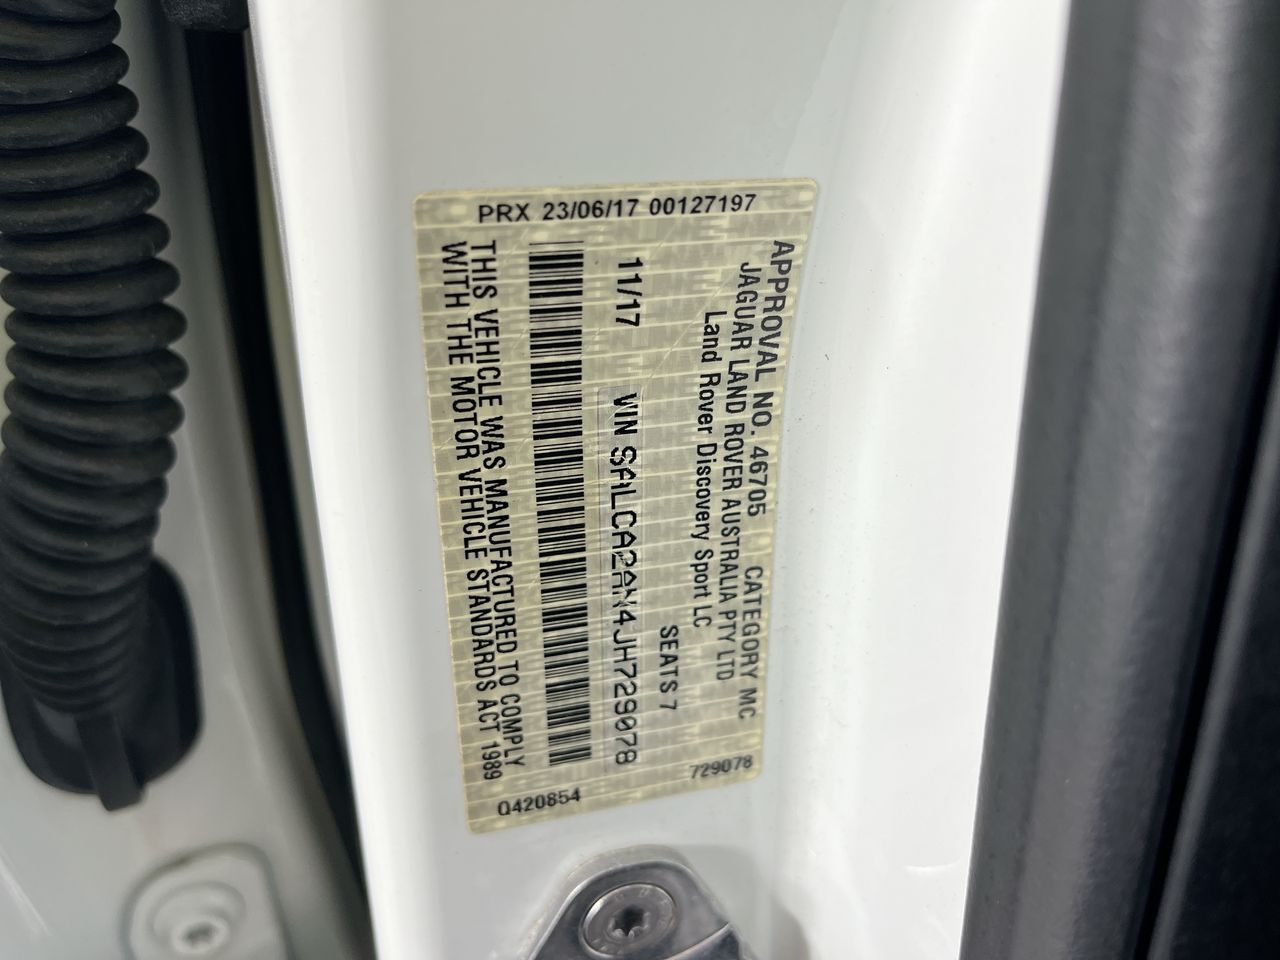 PRX 23/06/17 00127197
APPROVAL NO. 46705 CATEGORY MC
JAGUAR LAND ROVER AUSTRALIA PTY LTD
Land Rover Discovery Sport LC
SEATS 7
11/17 VIN SALCA2AN4JH729078
THIS VEHICLE WAS MANUFACTURED TO COMPLY
WITH THE MOTOR VEHICLE STANDARDS ACT 1989
Q420854 729078